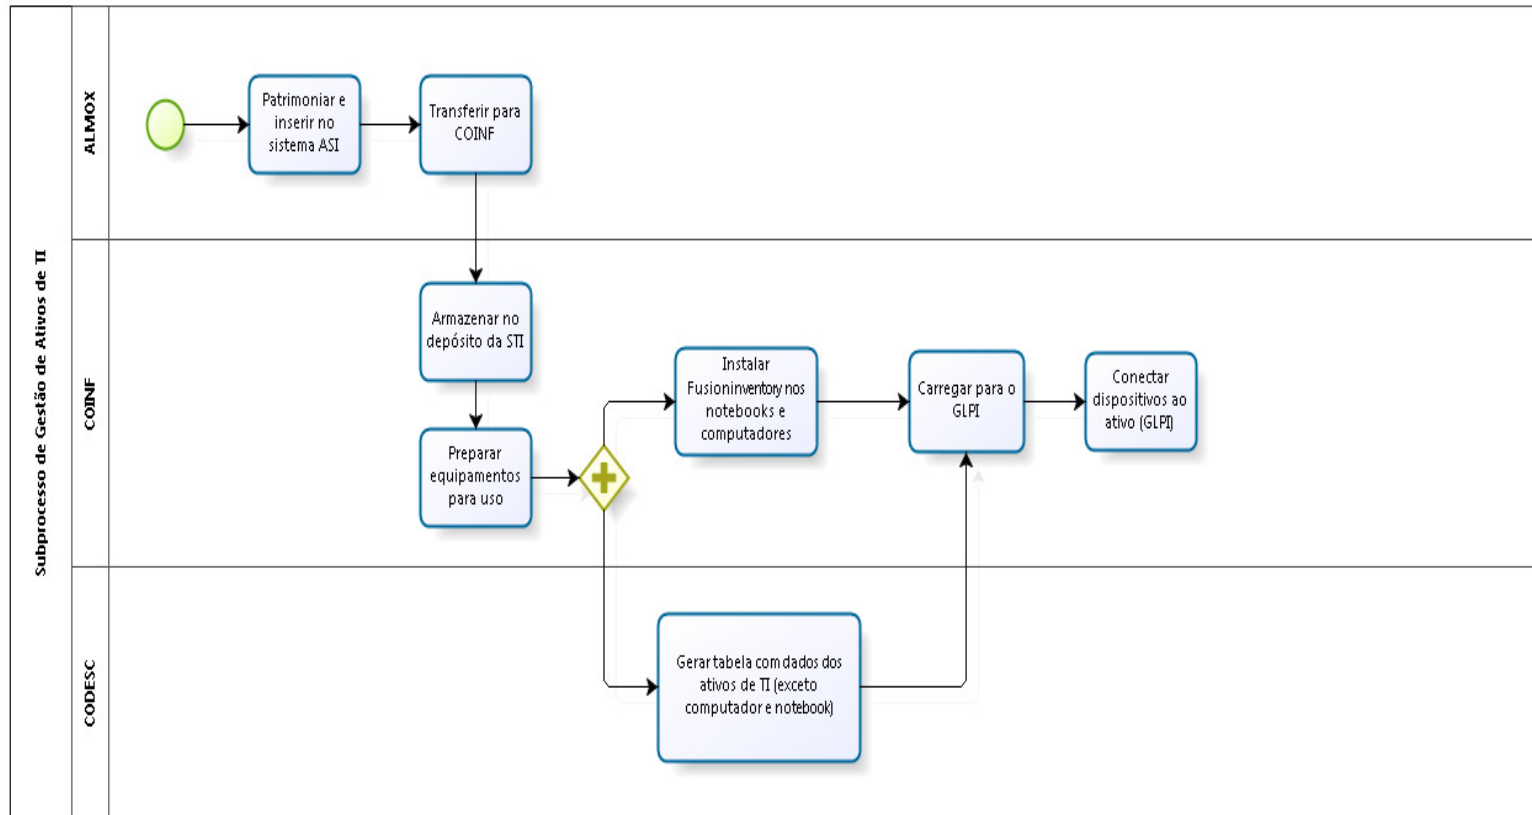 Subprocesso de Gestão de Ativos de TI
ALMOX
Patrimoniar e
inserir no
sistema ASI
Transferir para
COINF
COINF
Armazenar no
depósito da STI
Preparar
equipamentos
para uso
Instalar
Fusioninventory nos
notebooks e
computadores
Carregar para o
GLPI
Conectar
dispositivos ao
ativo (GLPI)
CODESC
Gerar tabela com dados dos
ativos de TI (exceto
computador e notebook)